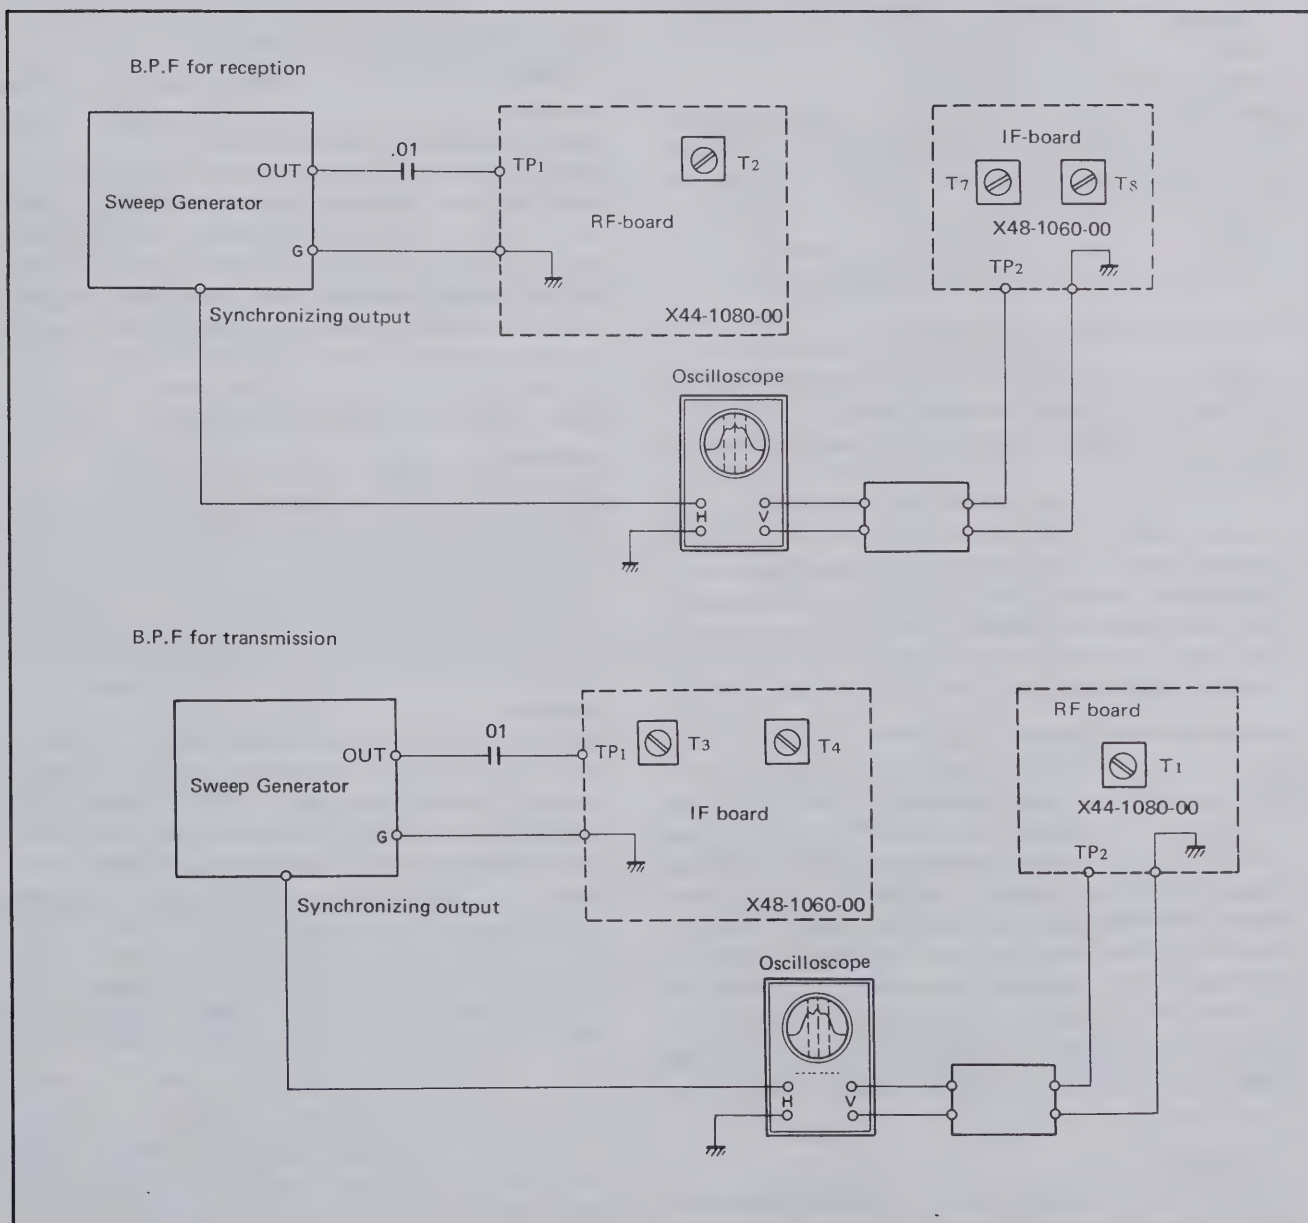 B.P.F for reception
.01
OUT
TP1
T2
Sweep Generator
RF-board
G
Synchronizing output
X44-1080-00
IF-board
T7
T8
X48-1060-00
TP2
Oscilloscope
H
V
B.P.F for transmission
01
OUT
TP1
T3
T4
Sweep Generator
IF board
G
Synchronizing output
X48-1060-00
RF board
T1
X44-1080-00
TP2
Oscilloscope
H
V